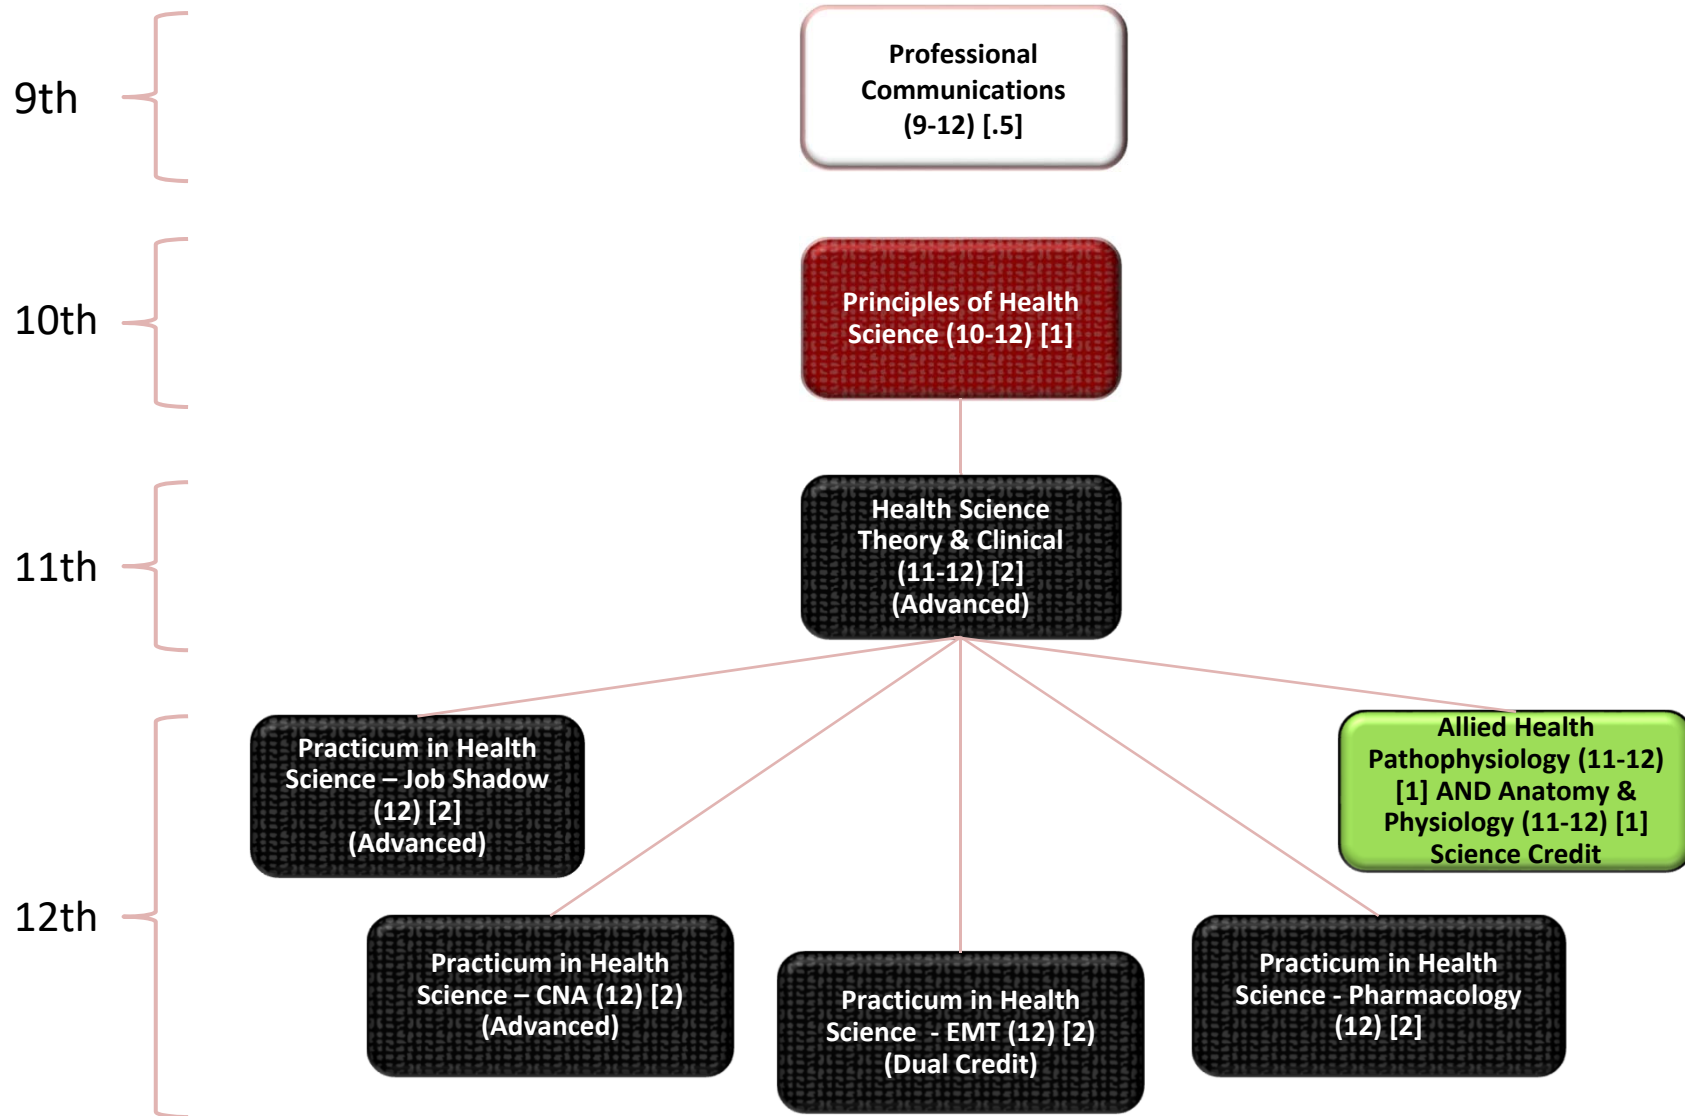 9th
Professional
Communications
(9-12) [.5]
10th
Principles of Health
Science (10-12) [1]
11th
Health Science
Theory & Clinical
(11-12) [2]
(Advanced)
12th
Practicum in Health
Science – Job Shadow
(12) [2]
(Advanced)
Allied Health
Pathophysiology (11-12)
[1] AND Anatomy &
Physiology (11-12) [1]
Science Credit
Practicum in Health
Science – CNA (12) [2)
(Advanced)
Practicum in Health
Science - EMT (12) [2)
(Dual Credit)
Practicum in Health
Science - Pharmacology
(12) [2]